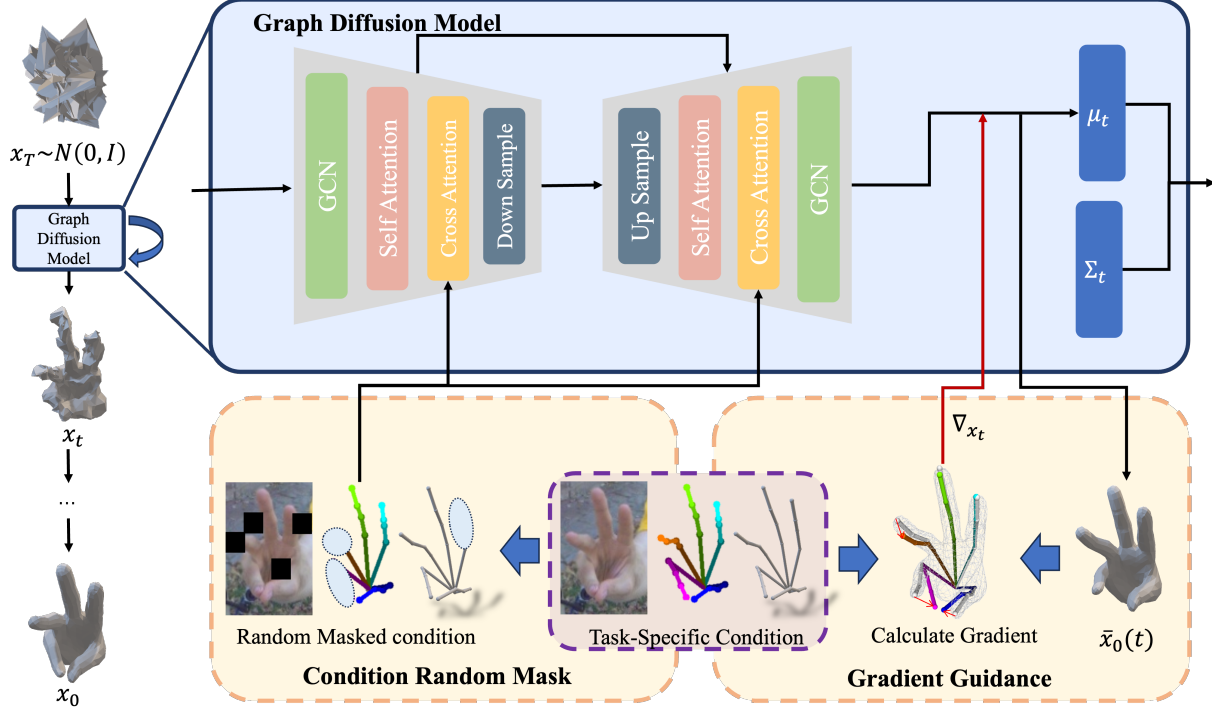 Graph Diffusion Model
x_T~N(0, I)
Graph
Diffusion
Model
x_t
...
x_0
GCN
Self Attention
Cross Attention
Down Sample
Up Sample
Self Attention
Cross Attention
GCN
μ_t
Σ_t
∇_{x_t}
Random Masked condition
Task-Specific Condition
Calculate Gradient
x̄_0(t)
Condition Random Mask
Gradient Guidance